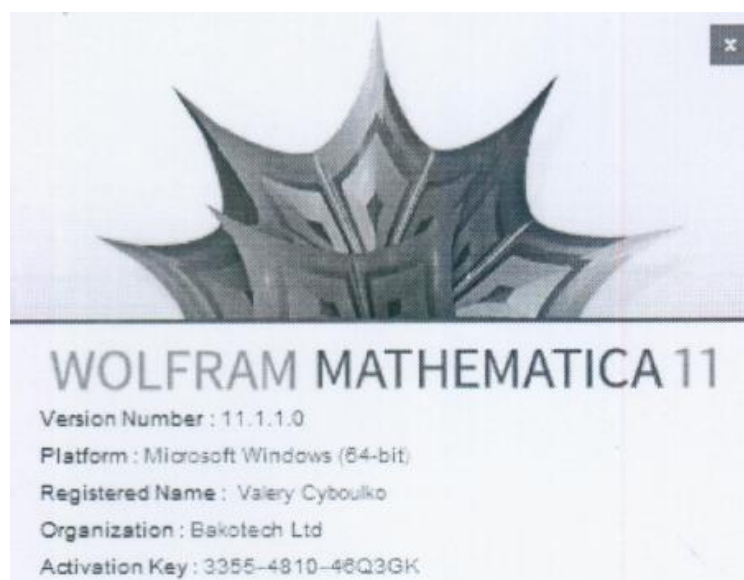 x
WOLFRAM MATHEMATICA 11
Version Number : 11.1.1.0
Platform : Microsoft Windows (64-bit)
Registered Name : Valery Cyboulko
Organization : Bakotech Ltd
Activation Key : 3355-4810-46Q3GK